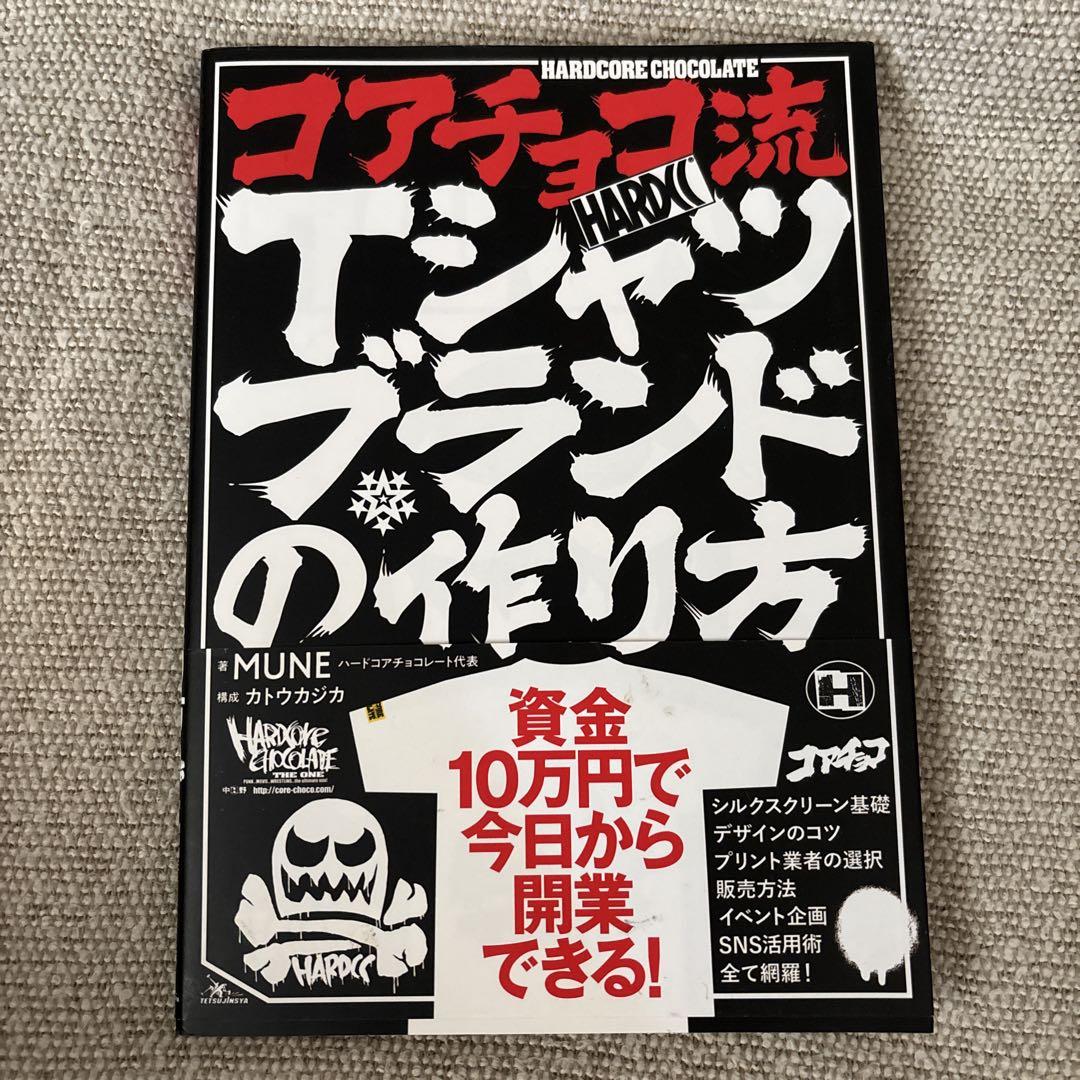 HARDCORE CHOCOLATE
コアチョコ流
HARDCC
Tシャツ
ブランド
の作り方
著 MUNE ハードコアチョコレート代表
構成 カトウカジカ
HARDCORE
CHOCOLATE
THE ONE
中野 http://core-choco.com/
HARDCC
TETSUJINSYA
資金
10万円で
今日から
開業
できる!
H
コアチョコ
シルクスクリーン基礎
デザインのコツ
プリント業者の選択
販売方法
イベント企画
SNS活用術
全て網羅!